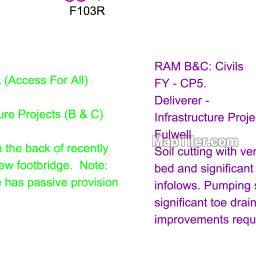 F103R
(Access For All)
ure Projects (B & C)
the back of recently
ew footbridge. Note:
has passive provision
RAM B&C: Civils
FY - CP5.
Deliverer -
Infrastructure Proje
Fulwell
MapTiler.com
Soil cutting with ver
bed and significant
infolows. Pumping s
significant toe drain
improvements requ